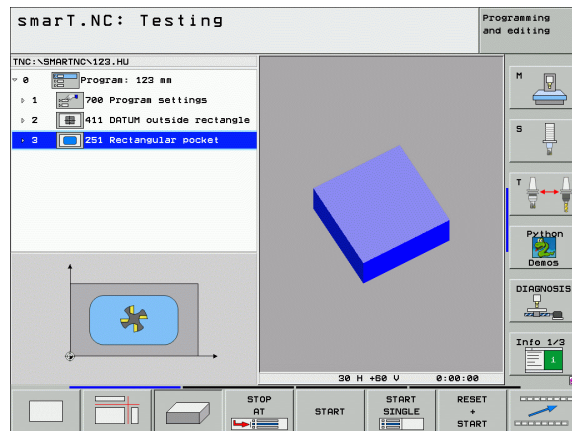 smarT.NC: Testing
Programming
and editing
TNC:\SMARTNC\123.HU
0 Program: 123 mm
1 700 Program settings
2 411 DATUM outside rectangle
3 251 Rectangular pocket
M
S
T
Python
Demos
DIAGNOSIS
Info 1/3
1
30 H +60 V 0:00:00
STOP
AT
START
START
SINGLE
RESET
+
START